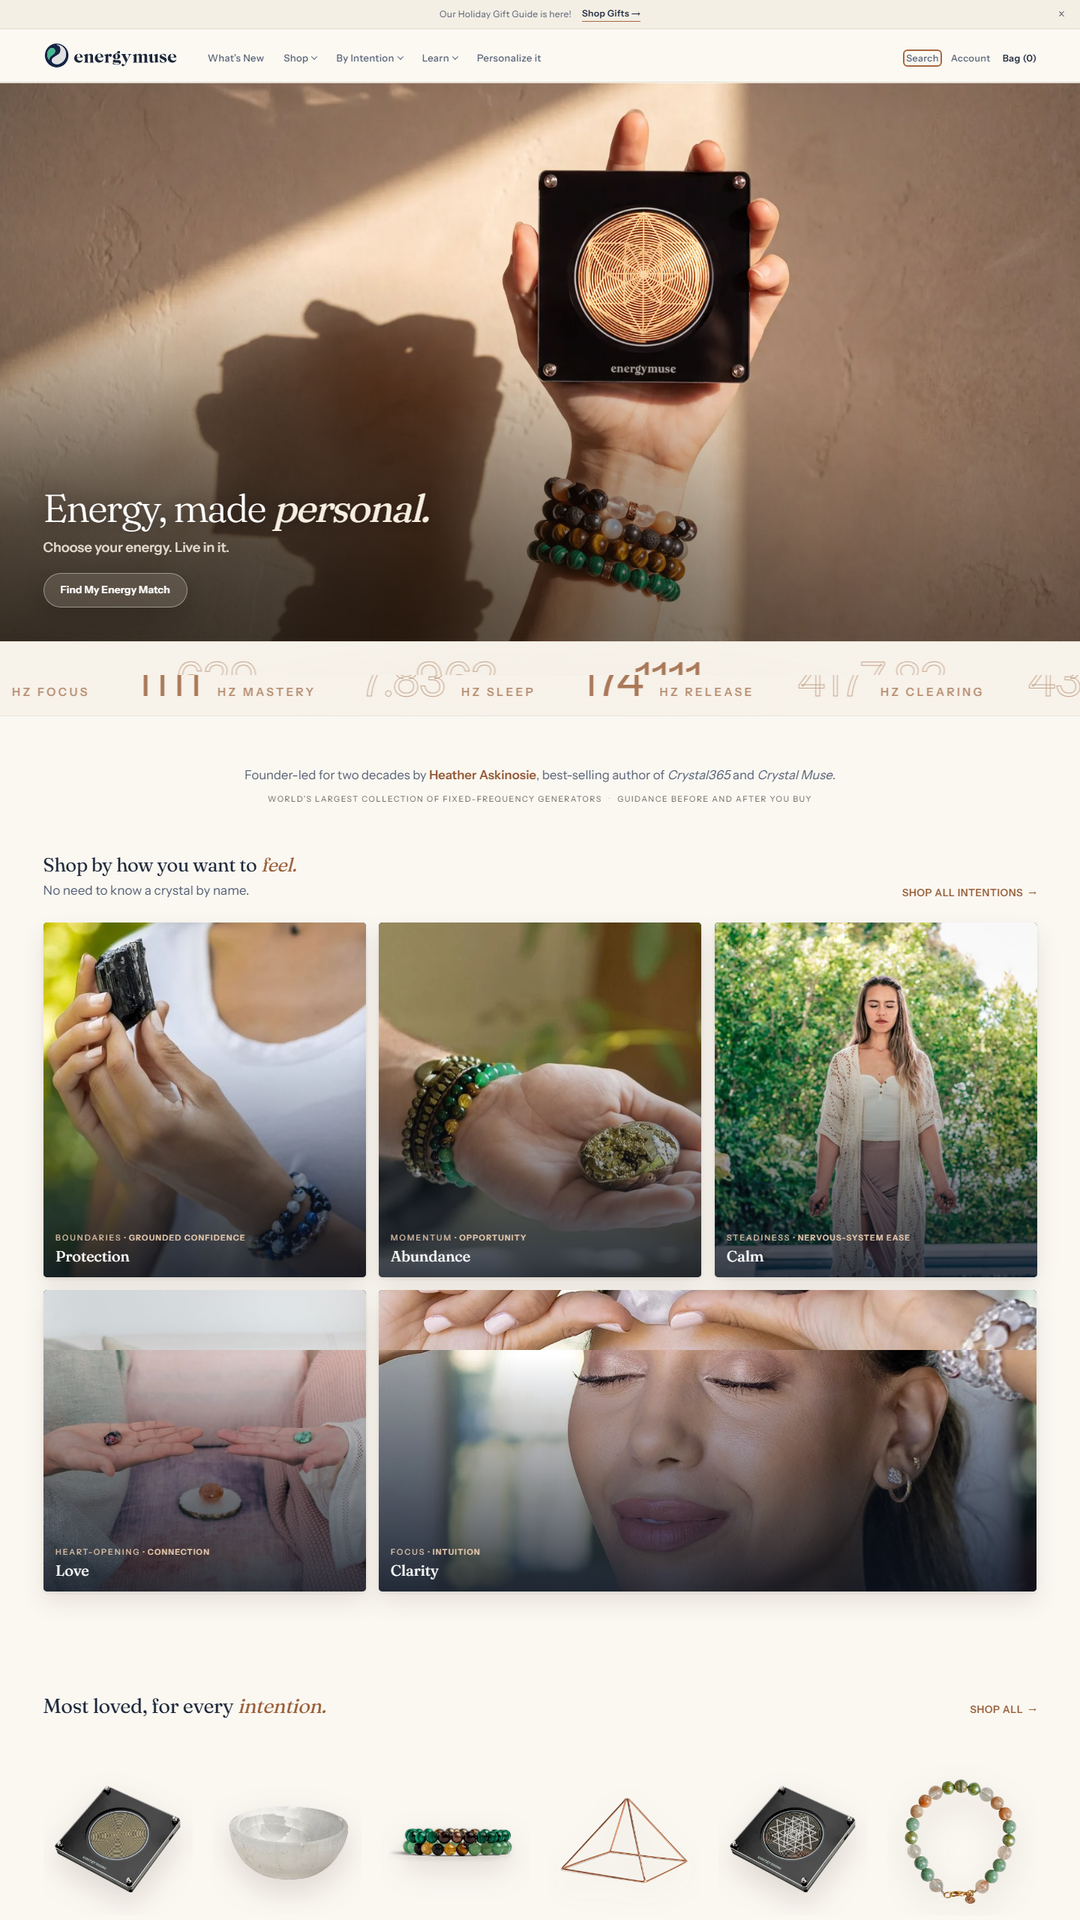 Our Holiday Gift Guide is here! Shop Gifts →
×
energymuse
What's New Shop By Intention Learn Personalize it
Search Account Bag (0)
energymuse
Energy, made personal.
Choose your energy. Live in it.
Find My Energy Match
HZ FOCUS HZ MASTERY 7.83 HZ SLEEP 174 HZ RELEASE 417 HZ CLEARING
Founder-led for two decades by Heather Askinosie, best-selling author of Crystal365 and Crystal Muse.
WORLD'S LARGEST COLLECTION OF FIXED-FREQUENCY GENERATORS · GUIDANCE BEFORE AND AFTER YOU BUY
Shop by how you want to feel.
No need to know a crystal by name.
SHOP ALL INTENTIONS →
BOUNDARIES · GROUNDED CONFIDENCE
Protection
MOMENTUM · OPPORTUNITY
Abundance
STEADINESS · NERVOUS-SYSTEM EASE
Calm
HEART-OPENING · CONNECTION
Love
FOCUS · INTUITION
Clarity
Most loved, for every intention.
SHOP ALL →